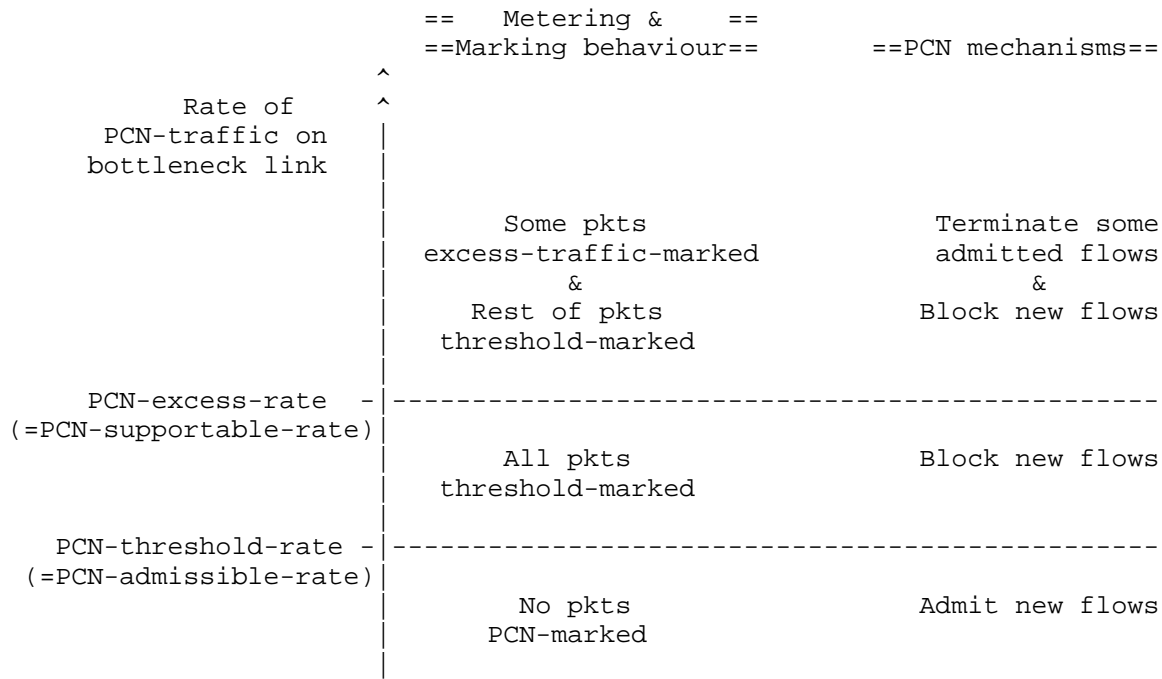 ==   Metering &    ==
==Marking behaviour==    ==PCN mechanisms==
^
Rate of    ^
PCN-traffic on    |
bottleneck link    |
|
|    Some pkts    Terminate some
|    excess-traffic-marked    admitted flows
|    &    &
|    Rest of pkts    Block new flows
|    threshold-marked
|
PCN-excess-rate  -|------------------------------------------------
(=PCN-supportable-rate)|
|    All pkts    Block new flows
|    threshold-marked
|
PCN-threshold-rate -|------------------------------------------------
(=PCN-admissible-rate)|
|    No pkts    Admit new flows
|    PCN-marked
|